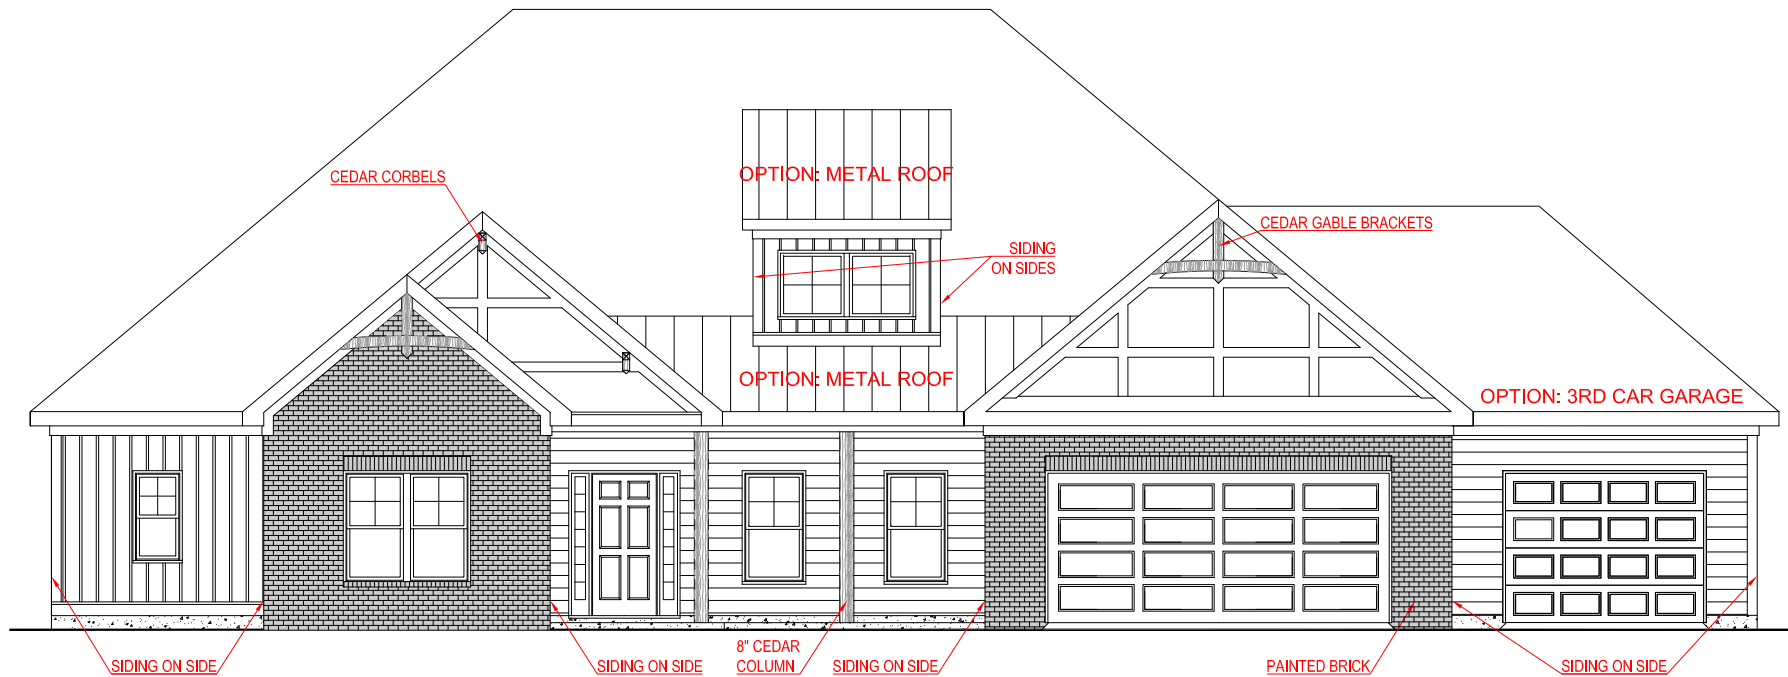 OPTION: METAL ROOF
CEDAR CORBELS
CEDAR GABLE BRACKETS
SIDING
ON SIDES
OPTION: METAL ROOF
OPTION: 3RD CAR GARAGE
SIDING ON SIDE
SIDING ON SIDE
8" CEDAR
COLUMN
SIDING ON SIDE
PAINTED BRICK
SIDING ON SIDE